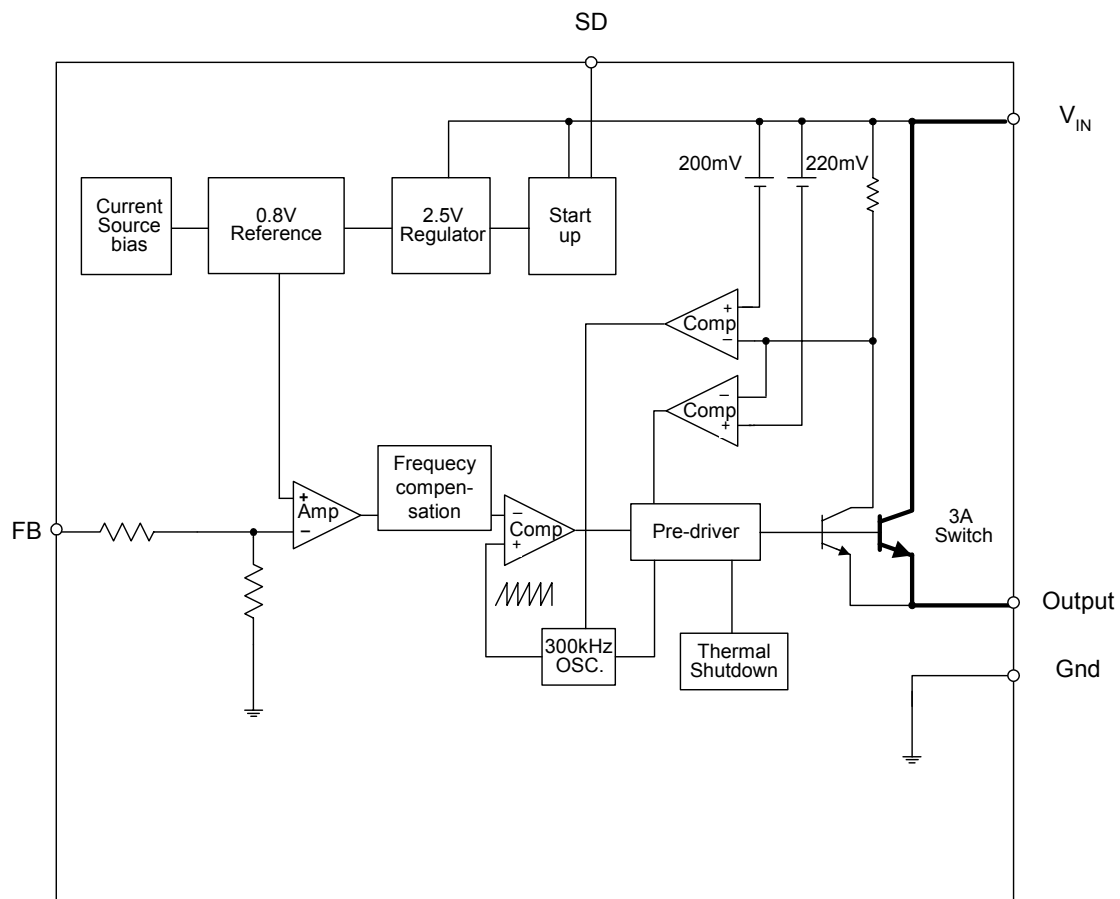 SD
V_IN
200mV
220mV
Current
Source
bias
0.8V
Reference
2.5V
Regulator
Start
up
+
Comp
−
−
Comp
+
Frequecy
compen-
sation
+
Amp
−
−
Comp
+
Pre-driver
3A
Switch
FB
Output
300kHz
OSC.
Thermal
Shutdown
Gnd